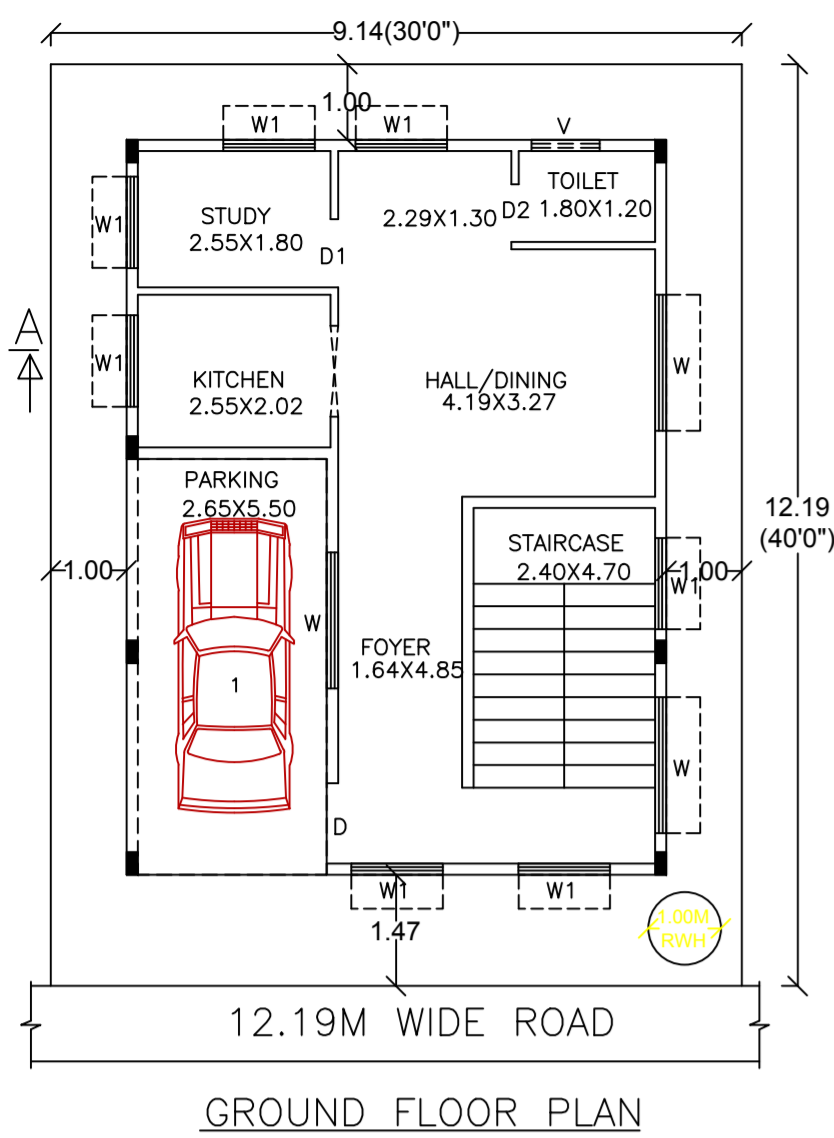 9.14(30'0")
1.00
W1
W1
V
TOILET
1.80X1.20
STUDY
2.55X1.80
2.29X1.30
D2
W1
D1
A
W1
KITCHEN
2.55X2.02
HALL/DINING
4.19X3.27
W
PARKING
2.65X5.50
12.19
(40'0")
STAIRCASE
2.40X4.70
1.00
1.00
W1
W
FOYER
1.64X4.85
1
W
D
W1
W1
1.00M
RWH
1.47
12.19M WIDE ROAD
GROUND FLOOR PLAN